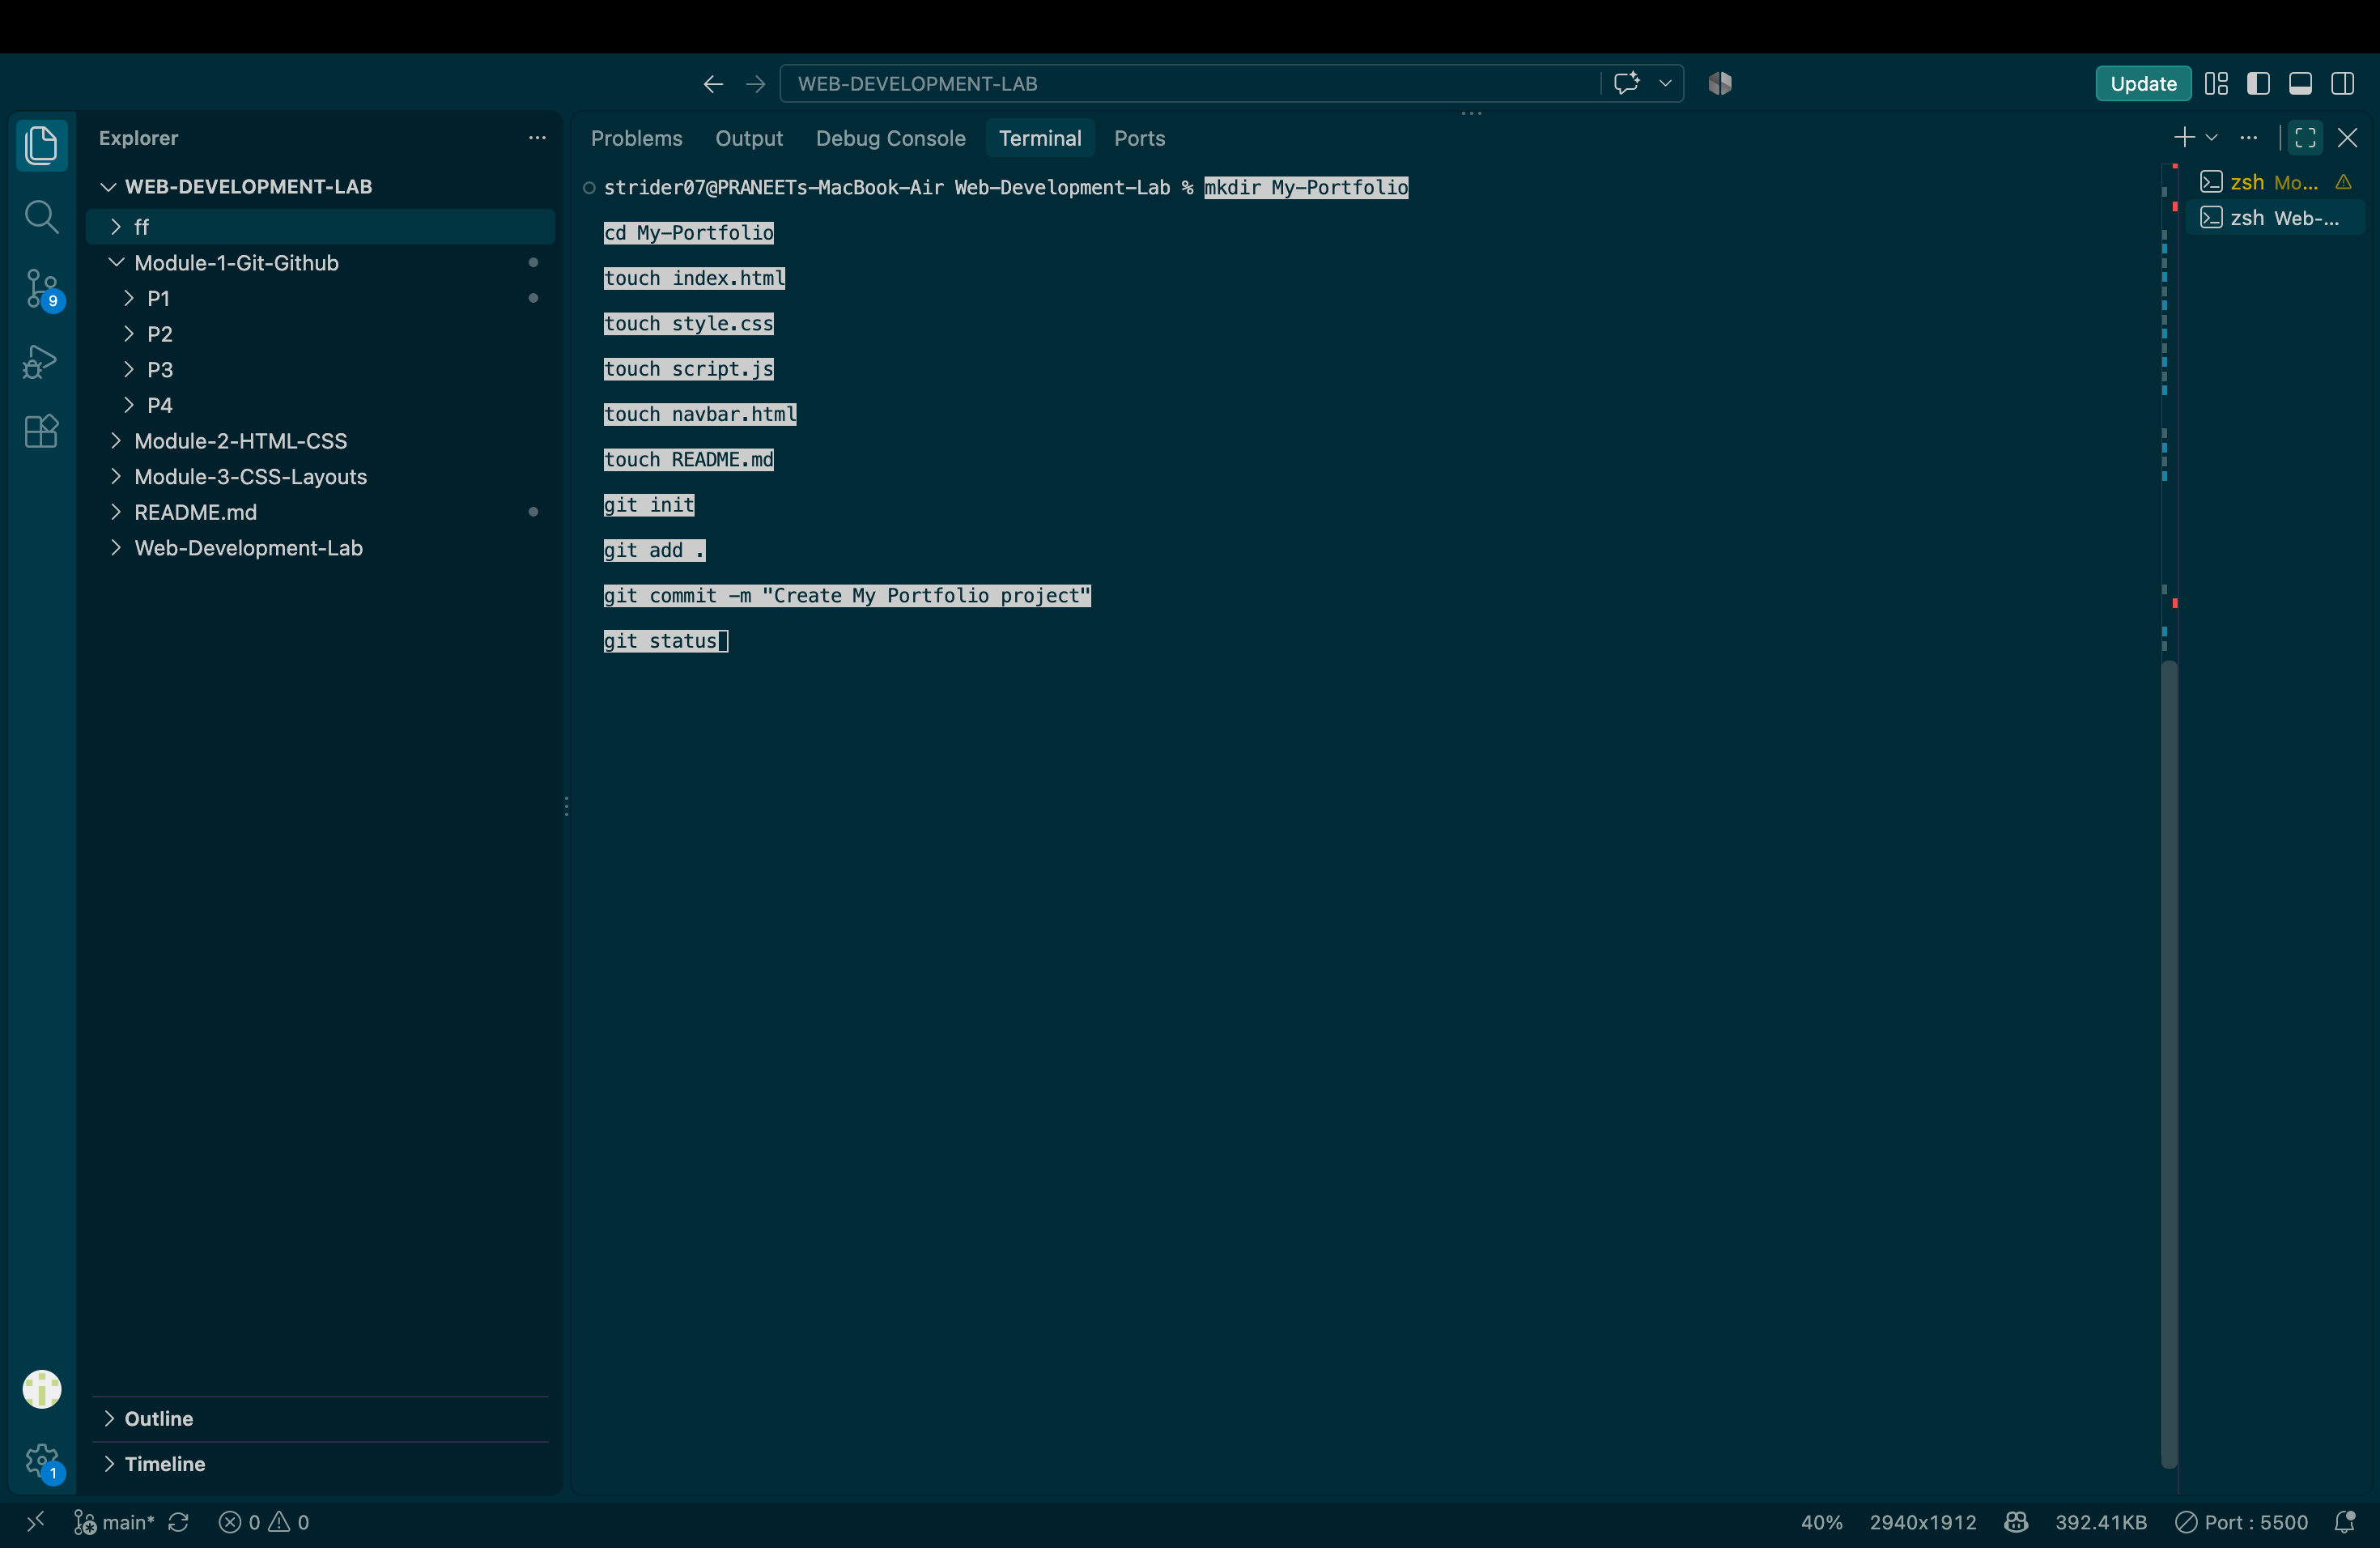 WEB-DEVELOPMENT-LAB
Update
Explorer
Problems Output Debug Console Terminal Ports
WEB-DEVELOPMENT-LAB
ff
Module-1-Git-Github
P1
P2
P3
P4
Module-2-HTML-CSS
Module-3-CSS-Layouts
README.md
Web-Development-Lab
9
strider07@PRANEETs-MacBook-Air Web-Development-Lab % mkdir My-Portfolio
cd My-Portfolio
touch index.html
touch style.css
touch script.js
touch navbar.html
touch README.md
git init
git add .
git commit -m "Create My Portfolio project"
git status
zsh Mo...
zsh Web-...
Outline
Timeline
1
main* 0 0
40% 2940x1912 392.41KB Port : 5500